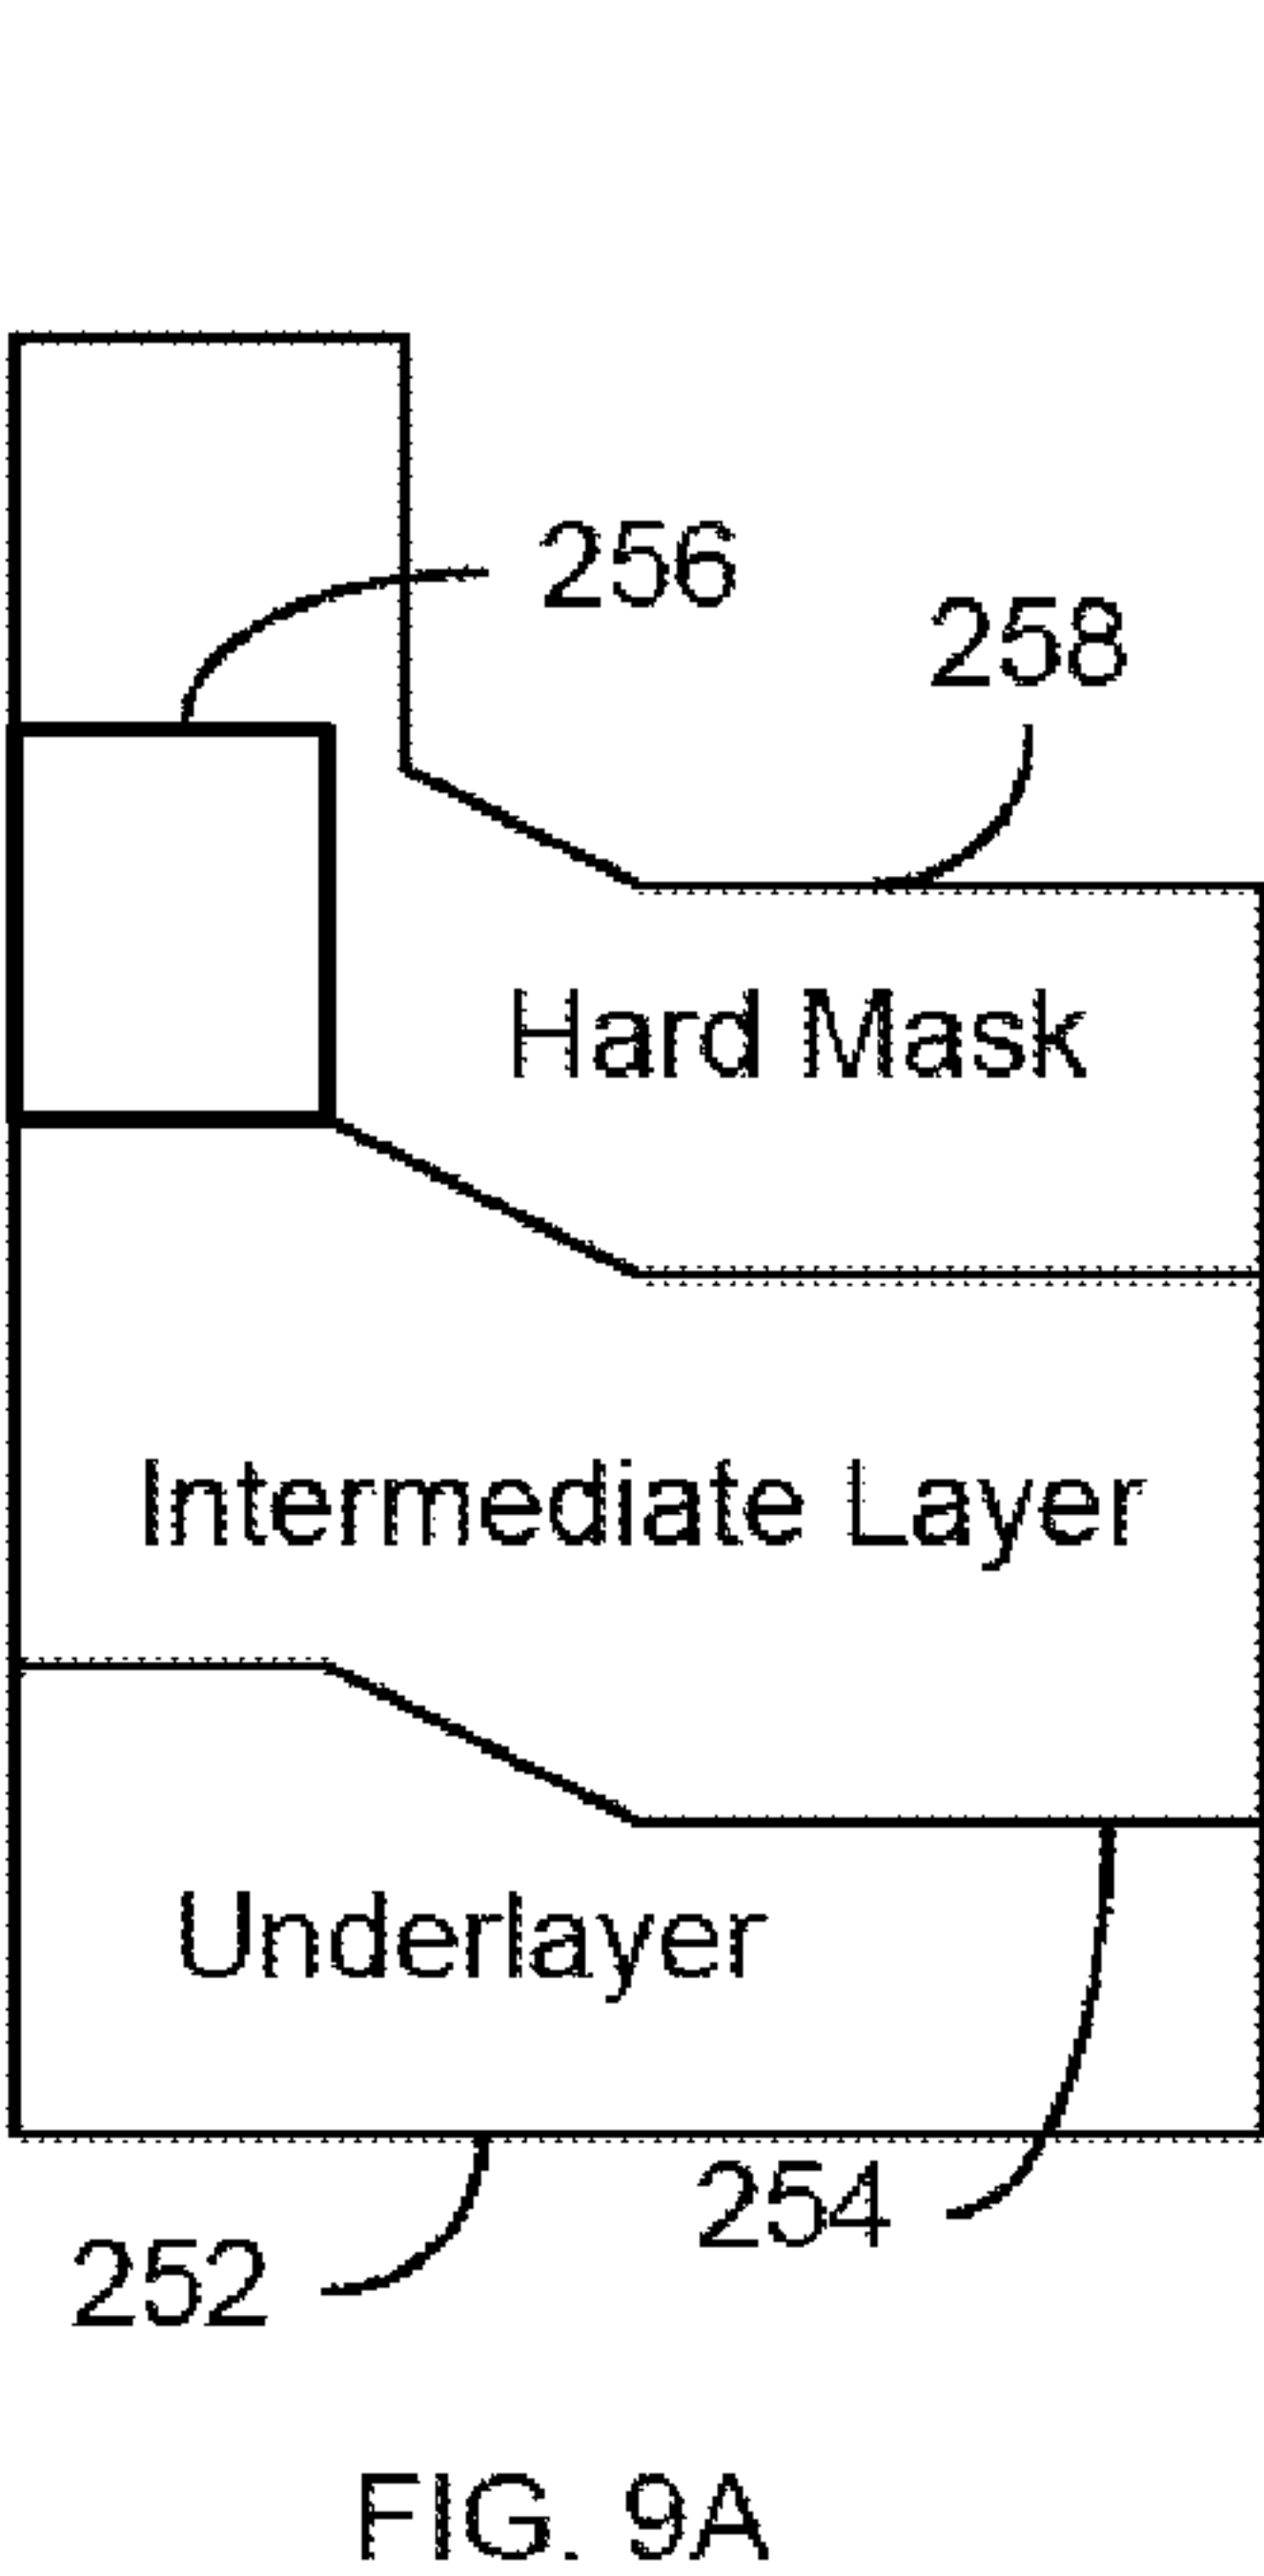 256
258
Hard Mask
Intermediate Layer
Underlayer
254
252
FIG. 9A